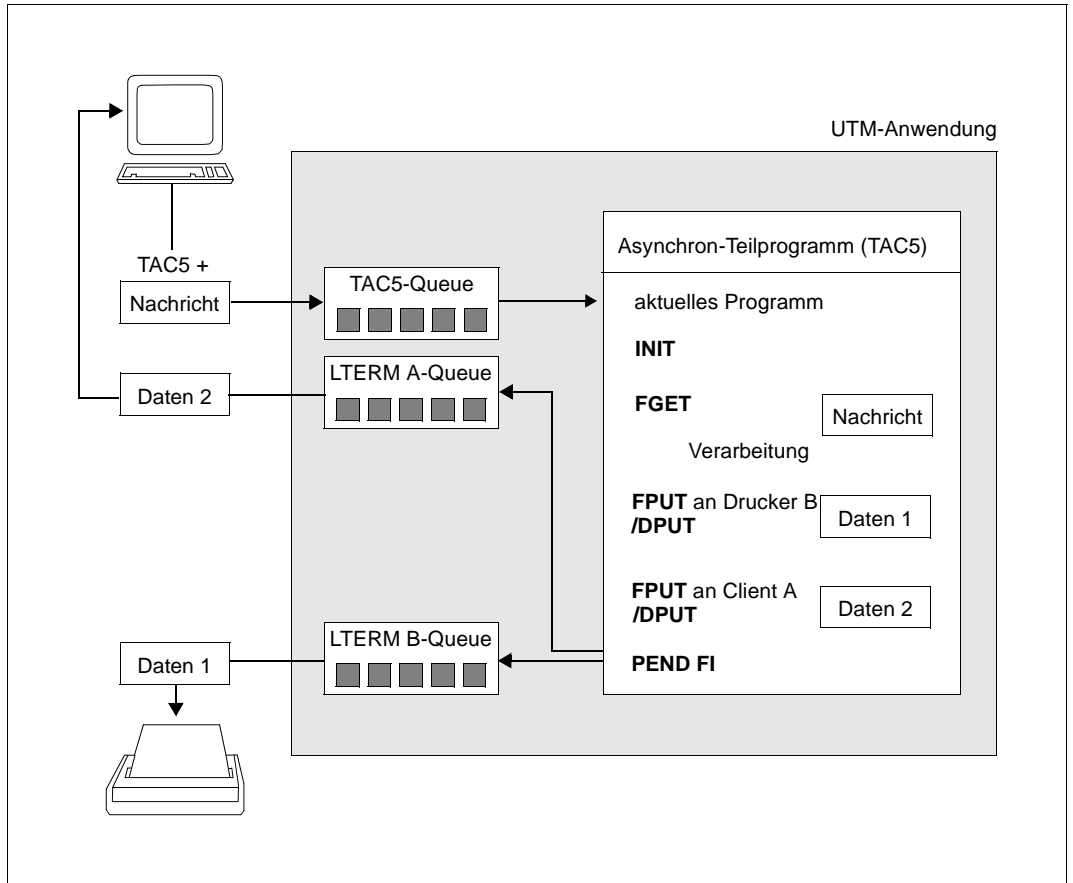 UTM-Anwendung
TAC5 +
Nachricht
TAC5-Queue
LTERM A-Queue
Daten 2
LTERM B-Queue
Daten 1
Asynchron-Teilprogramm (TAC5)
aktuelles Programm
INIT
FGET
Nachricht
Verarbeitung
FPUT an Drucker B
/DPUT
Daten 1
FPUT an Client A
/DPUT
Daten 2
PEND FI